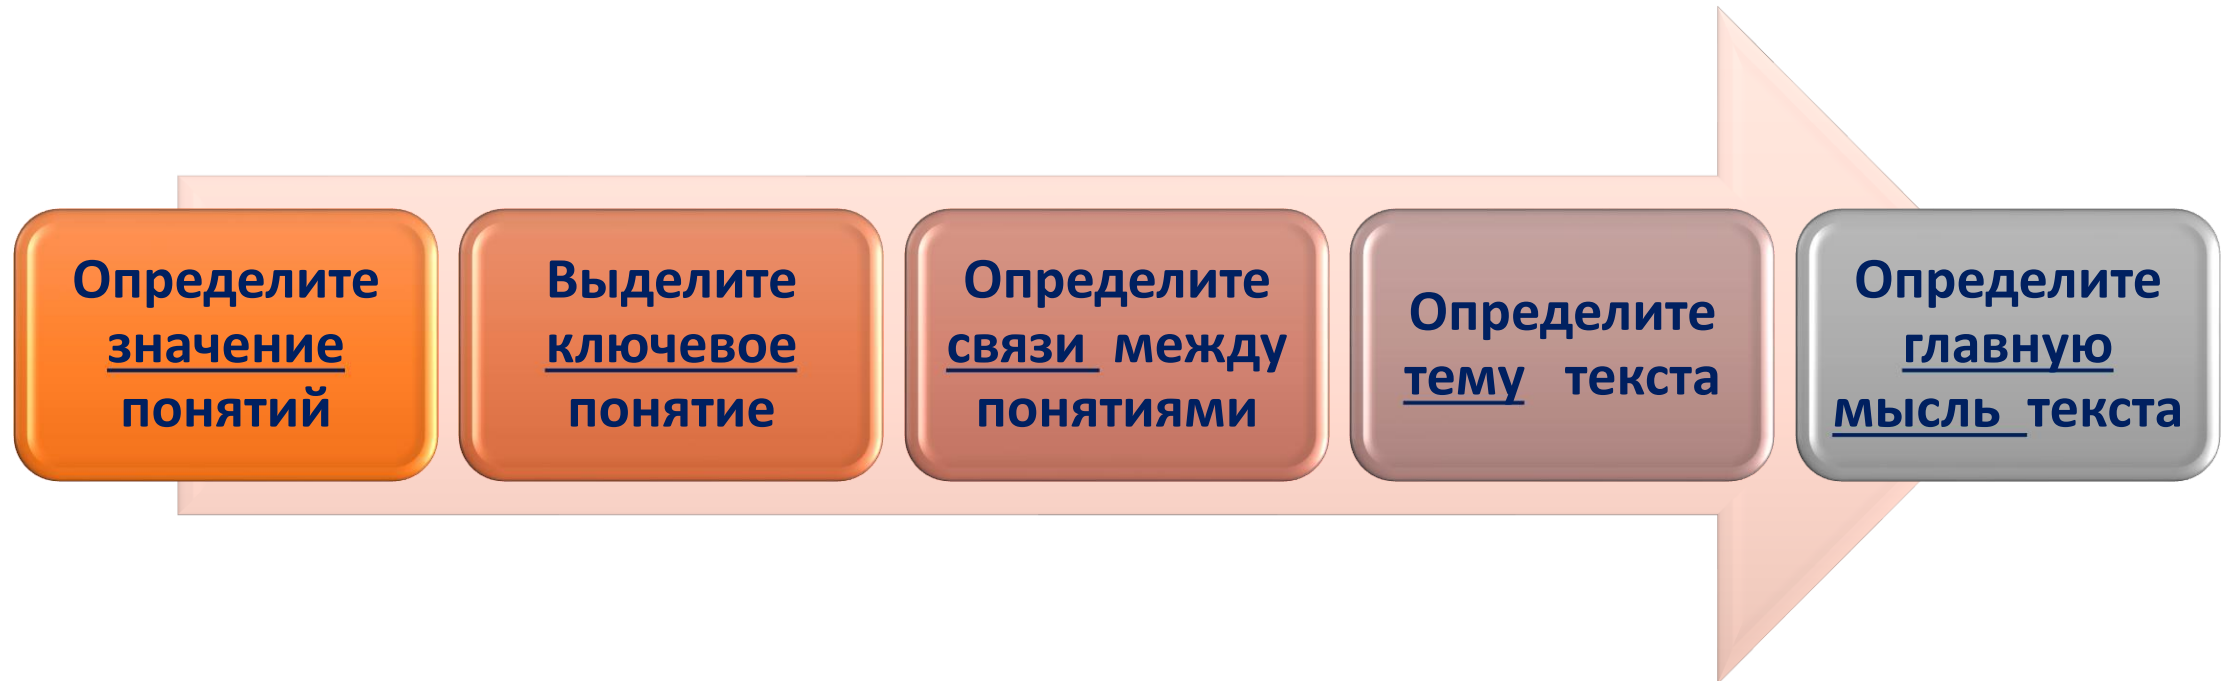 Определите
значение
понятий
Выделите
ключевое
понятие
Определите
связи между
понятиями
Определите
тему текста
Определите
главную
мысль текста